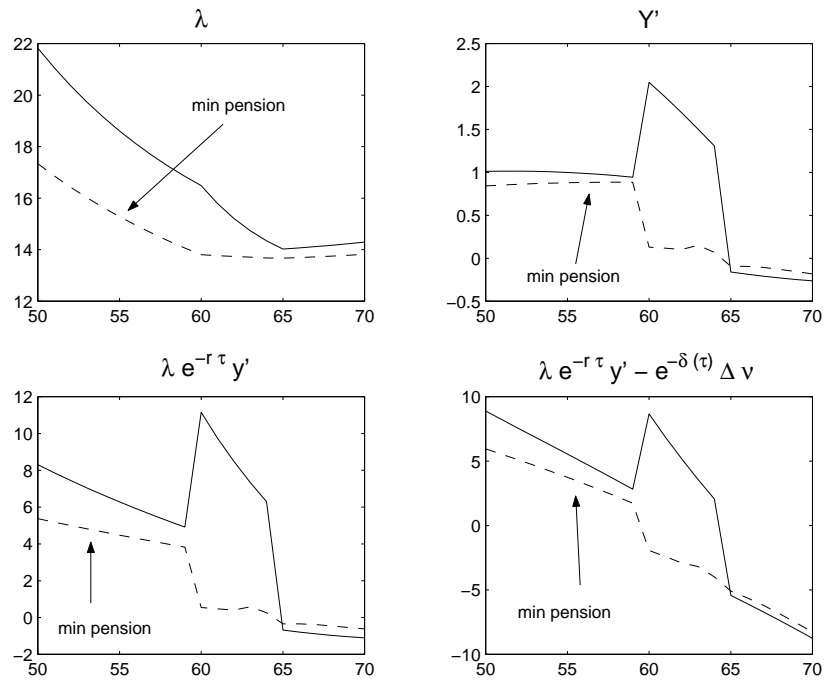 λ
22
20
18
16
14
12
min pension
50 55 60 65 70
Y'
2.5
2
1.5
1
0.5
0
−0.5
min pension
50 55 60 65 70
λ e^{−r τ} y'
12
10
8
6
4
2
0
−2
min pension
50 55 60 65 70
λ e^{−r τ} y' − e^{−δ (τ)} Δ ν
10
5
0
−5
−10
min pension
50 55 60 65 70